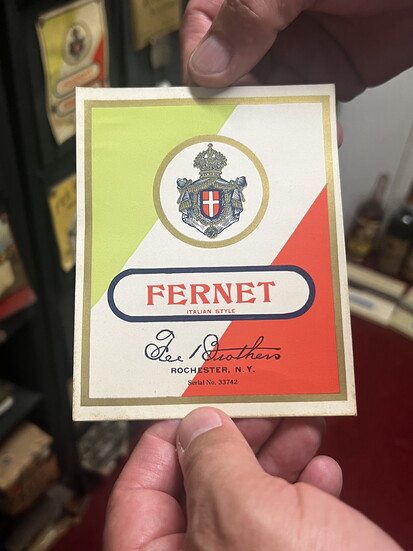 FERNET
ITALIAN STYLE
Fee Brothers
ROCHESTER, N. Y.
Serial No. 33742